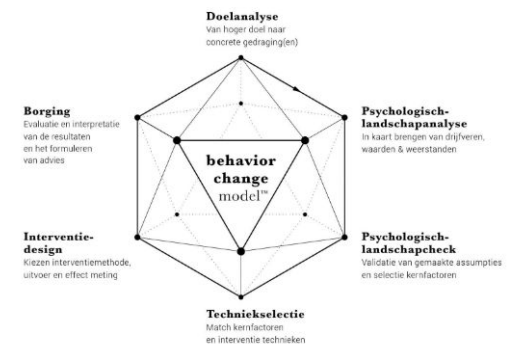 Doelanalyse
Van hoger doel naar
concrete gedraging(en)
Borging
Evaluatie en interpretatie
van de resultaten
en het formuleren
van advies
Psychologisch-
landschapanalyse
In kaart brengen van drijfveren,
waarden & weerstanden
behavior
change
model™
Interventie-
design
Kiezen interventiemethode,
uitvoer en effect meting
Psychologisch-
landschapcheck
Validatie van gemaakte assumpties
en selectie kernfactoren
Techniekselectie
Match kernfactoren
en interventie technieken